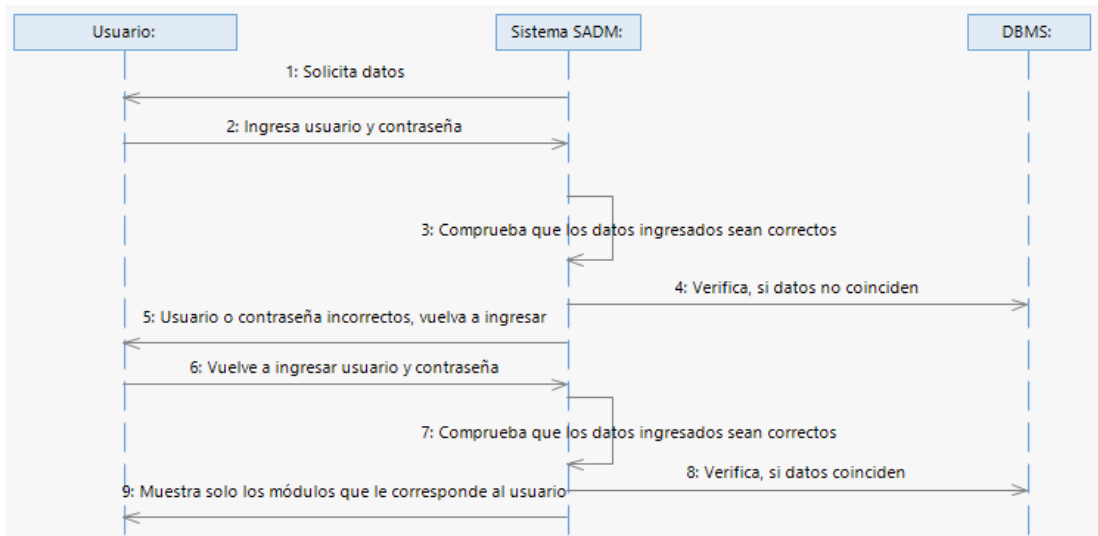 Usuario:
Sistema SADM:
DBMS:
1: Solicita datos
2: Ingresa usuario y contraseña
3: Comprueba que los datos ingresados sean correctos
4: Verifica, si datos no coinciden
5: Usuario o contraseña incorrectos, vuelva a ingresar
6: Vuelve a ingresar usuario y contraseña
7: Comprueba que los datos ingresados sean correctos
8: Verifica, si datos coinciden
9: Muestra solo los módulos que le corresponde al usuario